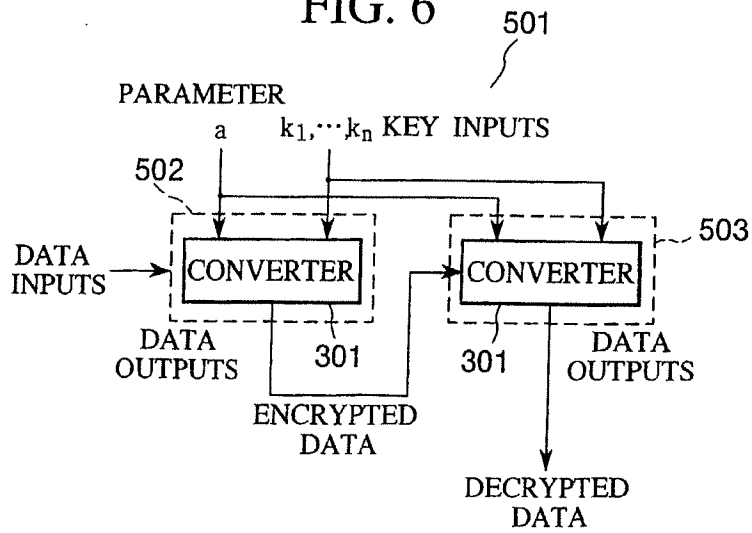 FIG. 6
501
PARAMETER
a
k1,···,kn KEY INPUTS
502
503
DATA
INPUTS
CONVERTER
CONVERTER
301
301
DATA
OUTPUTS
DATA
OUTPUTS
ENCRYPTED
DATA
DECRYPTED
DATA